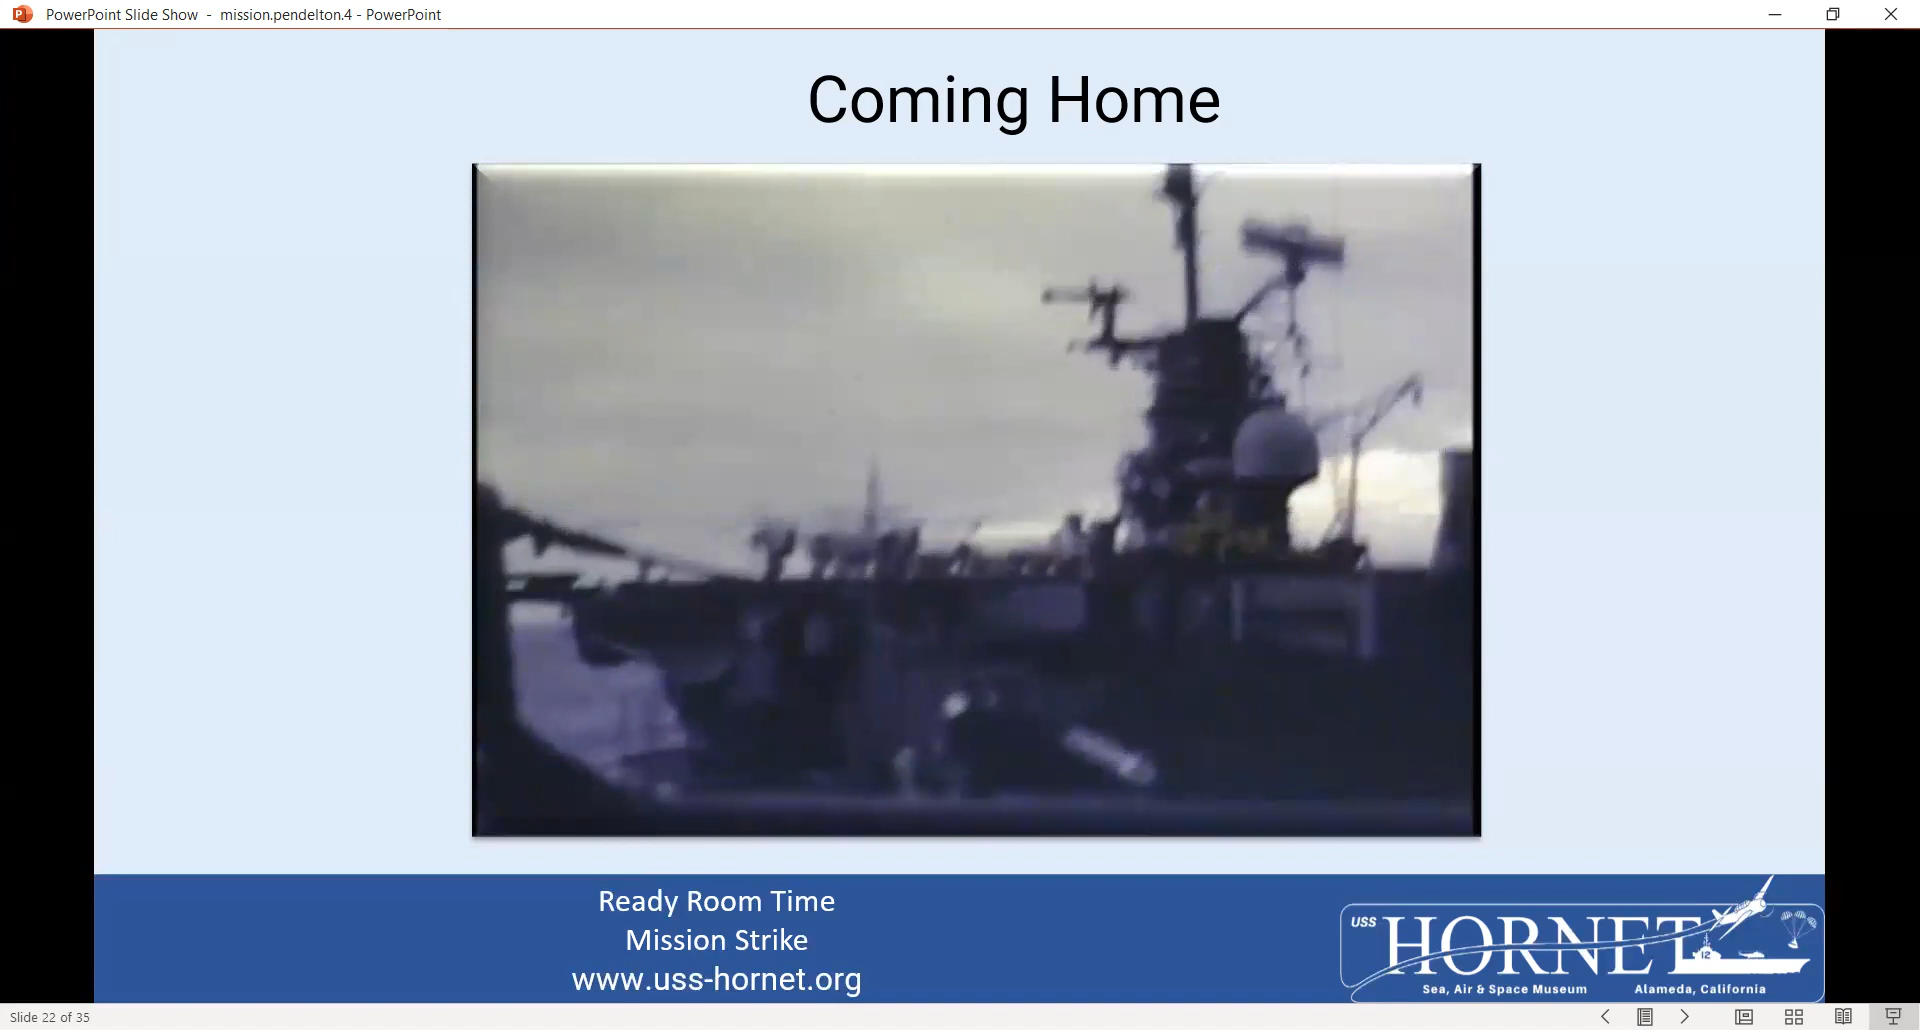 PowerPoint Slide Show - mission.pendelton.4 - PowerPoint
Coming Home
Ready Room Time
Mission Strike
www.uss-hornet.org
USS HORNET
12
Sea, Air & Space Museum Alameda, California
Slide 22 of 35